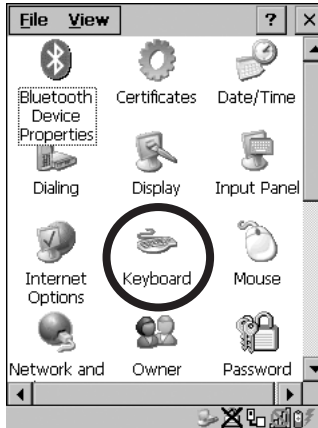 File View ? ×
Bluetooth Device Properties
Certificates
Date/Time
Dialing
Display
Input Panel
Internet Options
Keyboard
Mouse
Network and
Owner
Password